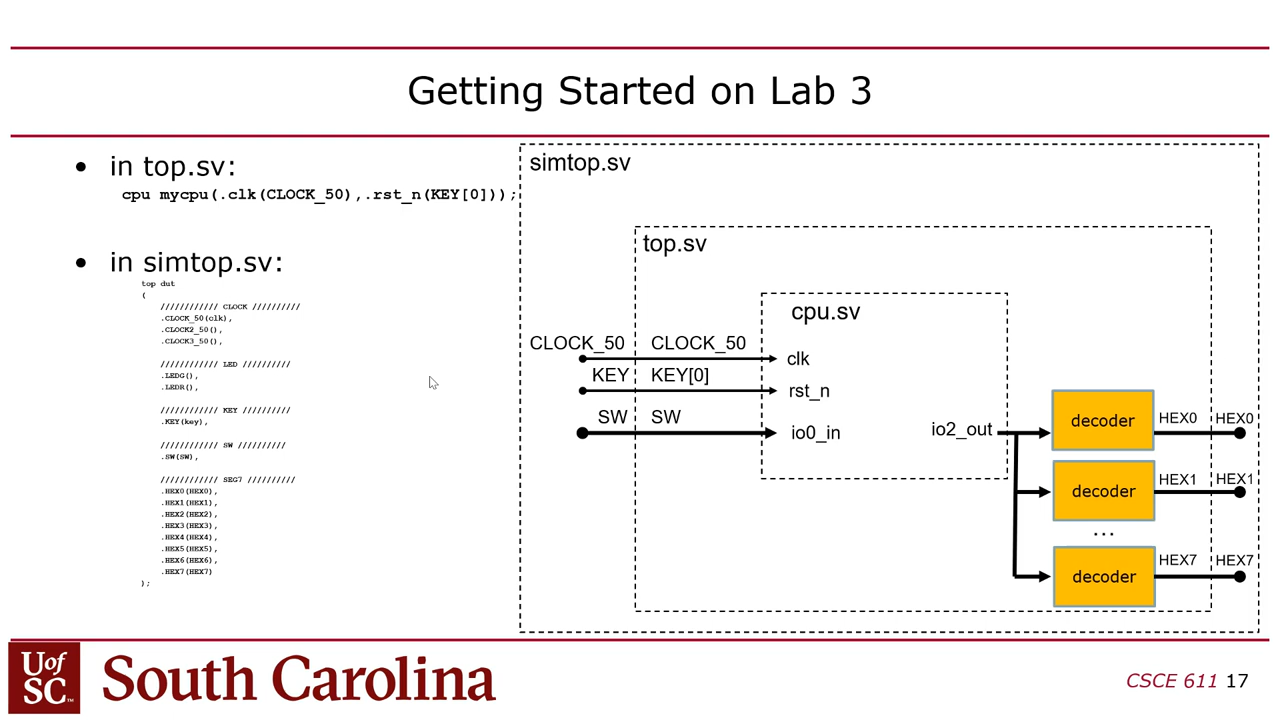 Getting Started on Lab 3
• in top.sv:
cpu mycpu(.clk(CLOCK_50),.rst_n(KEY[0]));
• in simtop.sv:
top dut
(
//////////// CLOCK //////////
.CLOCK_50(clk),
.CLOCK2_50(),
.CLOCK3_50(),
//////////// LED //////////
.LEDG(),
.LEDR(),
//////////// KEY //////////
.KEY(key),
//////////// SW //////////
.SW(SW),
//////////// SEG7 //////////
.HEX0(HEX0),
.HEX1(HEX1),
.HEX2(HEX2),
.HEX3(HEX3),
.HEX4(HEX4),
.HEX5(HEX5),
.HEX6(HEX6),
.HEX7(HEX7)
);
simtop.sv
top.sv
cpu.sv
CLOCK_50 CLOCK_50 clk
KEY KEY[0] rst_n
SW SW io0_in io2_out
decoder HEX0 HEX0
decoder HEX1 HEX1
...
decoder HEX7 HEX7
U of
SC™
South Carolina
CSCE 611 17